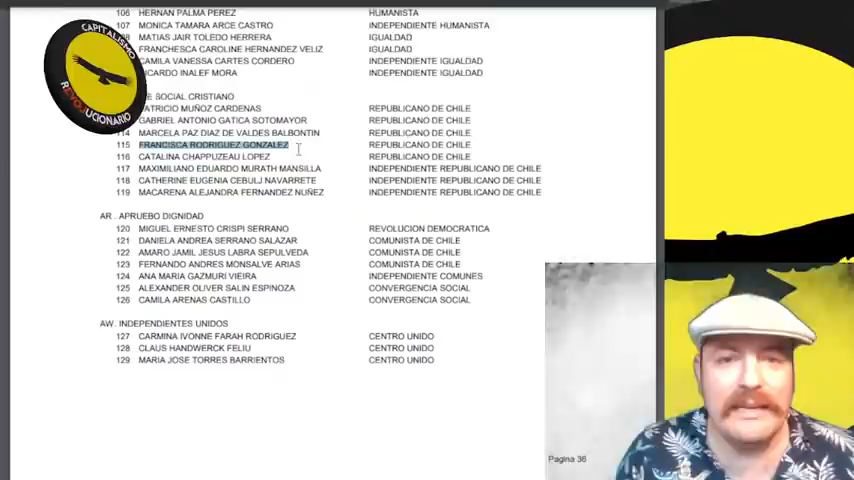 106 HERNAN PALMA PEREZ HUMANISTA
107 MONICA TAMARA ARCE CASTRO INDEPENDIENTE HUMANISTA
MATIAS JAIR TOLEDO HERRERA IGUALDAD
FRANCHESCA CAROLINE HERNANDEZ VELIZ IGUALDAD
CAMILA VANESSA CARTES CORDERO INDEPENDIENTE IGUALDAD
RICARDO INALEF MORA INDEPENDIENTE IGUALDAD
CAPITALISMO
REVOLUCIONARIO
SOCIAL CRISTIANO
PATRICIO MUÑOZ CARDENAS REPUBLICANO DE CHILE
GABRIEL ANTONIO GATICA SOTOMAYOR REPUBLICANO DE CHILE
114 MARCELA PAZ DIAZ DE VALDES BALBONTIN REPUBLICANO DE CHILE
115 FRANCISCA RODRIGUEZ GONZALEZ REPUBLICANO DE CHILE
116 CATALINA CHAPPUZEAU LOPEZ REPUBLICANO DE CHILE
117 MAXIMILIANO EDUARDO MURATH MANSILLA INDEPENDIENTE REPUBLICANO DE CHILE
118 CATHERINE EUGENIA CEBULJ NAVARRETE INDEPENDIENTE REPUBLICANO DE CHILE
119 MACARENA ALEJANDRA FERNANDEZ NUÑEZ INDEPENDIENTE REPUBLICANO DE CHILE
AR . APRUEBO DIGNIDAD
120 MIGUEL ERNESTO CRISPI SERRANO REVOLUCION DEMOCRATICA
121 DANIELA ANDREA SERRANO SALAZAR COMUNISTA DE CHILE
122 AMARO JAMIL JESUS LABRA SEPULVEDA COMUNISTA DE CHILE
123 FERNANDO ANDRES MONSALVE ARIAS COMUNISTA DE CHILE
124 ANA MARIA GAZMURI VIEIRA INDEPENDIENTE COMUNES
125 ALEXANDER OLIVER SALIN ESPINOZA CONVERGENCIA SOCIAL
126 CAMILA ARENAS CASTILLO CONVERGENCIA SOCIAL
AW. INDEPENDIENTES UNIDOS
127 CARMINA IVONNE FARAH RODRIGUEZ CENTRO UNIDO
128 CLAUS HANDWERCK FELIU CENTRO UNIDO
129 MARIA JOSE TORRES BARRIENTOS CENTRO UNIDO
Pagina 36